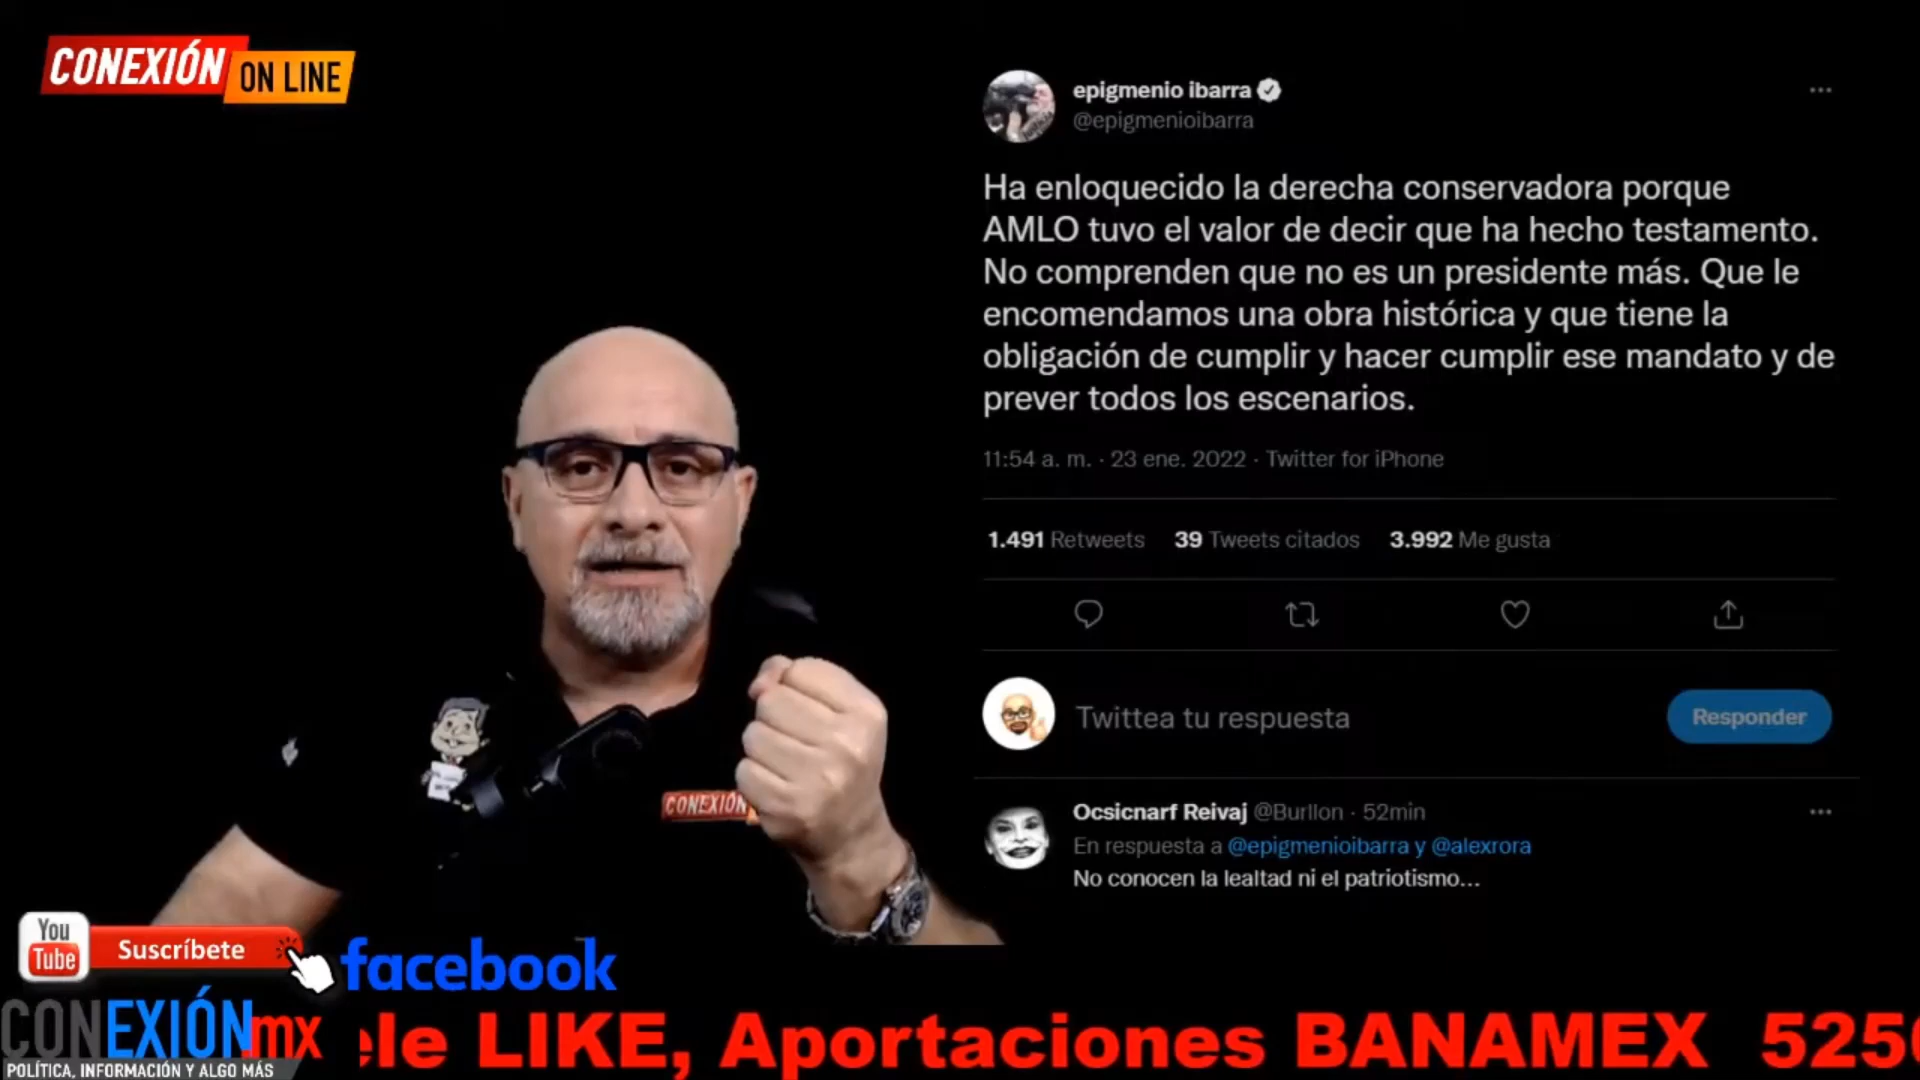 CONEXIÓN
ON LINE
epigmenio ibarra
@epigmenioibarra
Ha enloquecido la derecha conservadora porque
AMLO tuvo el valor de decir que ha hecho testamento.
No comprenden que no es un presidente más. Que le
encomendamos una obra histórica y que tiene la
obligación de cumplir y hacer cumplir ese mandato y de
prever todos los escenarios.
11:54 a. m. · 23 ene. 2022 · Twitter for iPhone
1.491 Retweets 39 Tweets citados 3.992 Me gusta
Twittea tu respuesta
Responder
Ocsicnarf Reivaj @Burllon · 52min
En respuesta a @epigmenioibarra y @alexrora
No conocen la lealtad ni el patriotismo...
CONEXIÓN
You
Tube
Suscríbete
facebook
CONEXIÓN mx
POLÍTICA, INFORMACIÓN Y ALGO MÁS
LIKE, Aportaciones BANAMEX